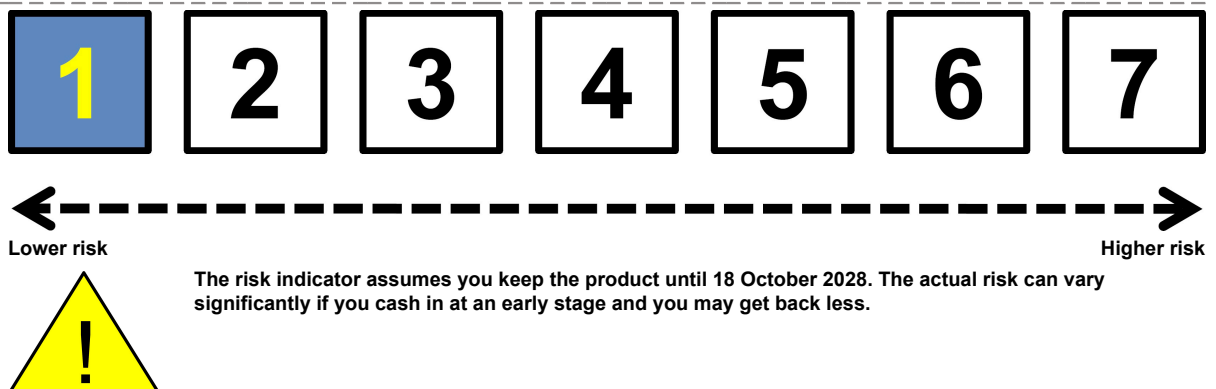 1 2 3 4 5 6 7
Lower risk Higher risk
The risk indicator assumes you keep the product until 18 October 2028. The actual risk can vary
significantly if you cash in at an early stage and you may get back less.
!